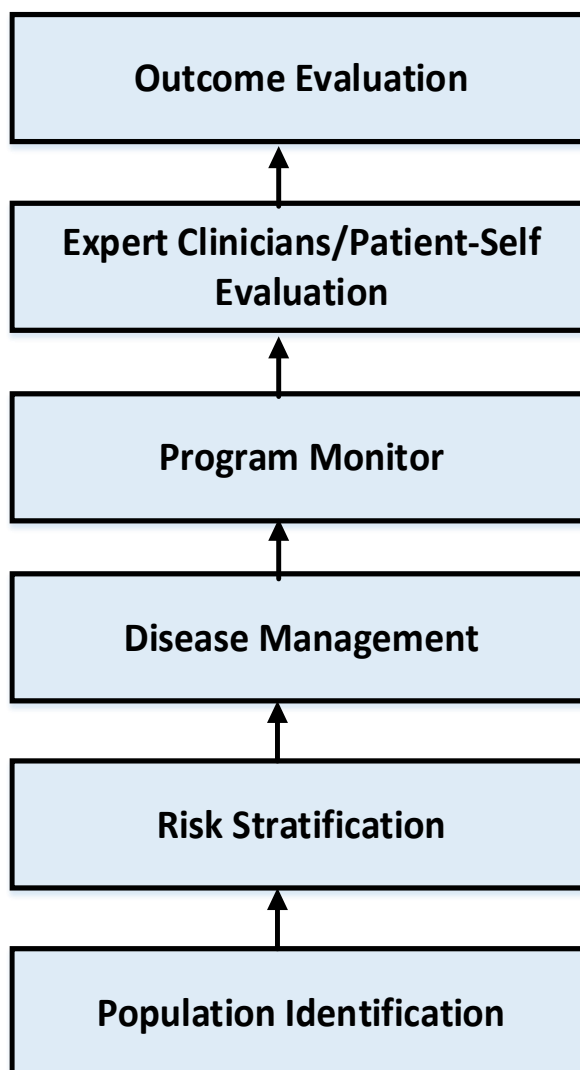 Outcome Evaluation
Expert Clinicians/Patient-Self
Evaluation
Program Monitor
Disease Management
Risk Stratification
Population Identification